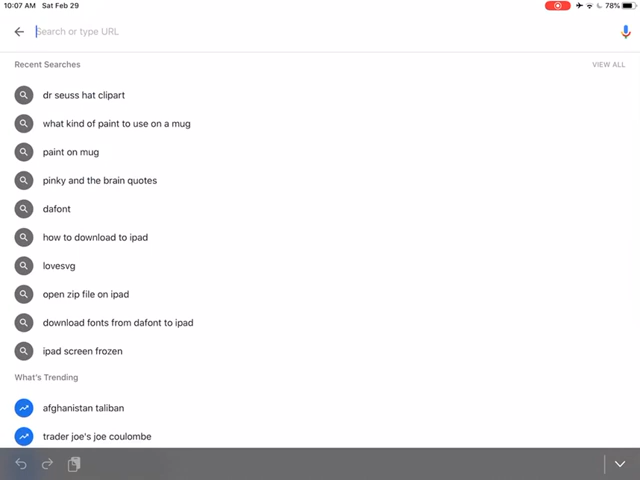 10:07 AM Sat Feb 29
78%
Search or type URL
Recent Searches VIEW ALL
dr seuss hat clipart
what kind of paint to use on a mug
paint on mug
pinky and the brain quotes
dafont
how to download to ipad
lovesvg
open zip file on ipad
download fonts from dafont to ipad
ipad screen frozen
What's Trending
afghanistan taliban
trader joe's joe coulombe